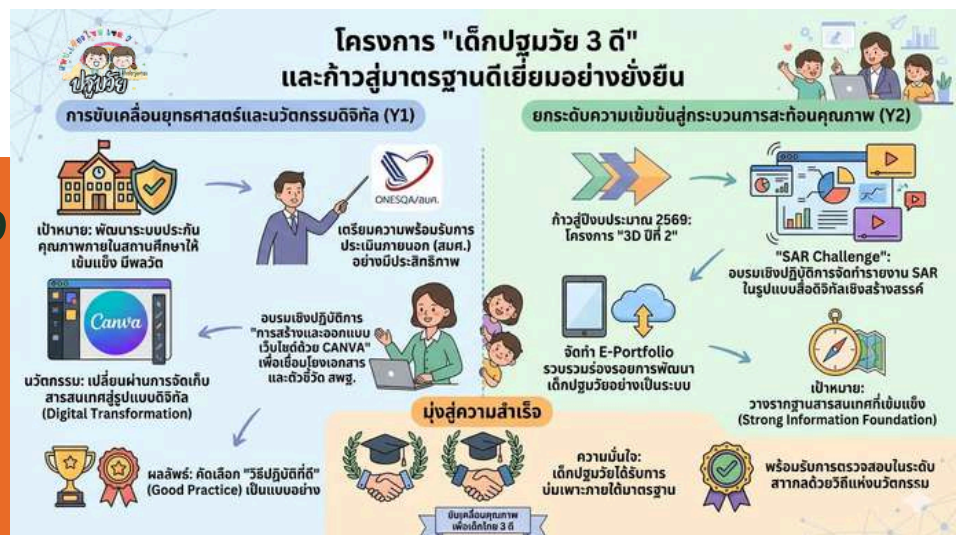 โครงการ "เด็กปฐมวัย 3 ดี"
และก้าวสู่มาตรฐานดีเยี่ยมอย่างยั่งยืน
ปฐมวัย
การขับเคลื่อนยุทธศาสตร์และนวัตกรรมดิจิทัล (Y1)
เป้าหมาย: พัฒนาระบบประกัน
คุณภาพภายในสถานศึกษาให้
เข้มแข็ง มีพลวัต
ONESQA/อมศ.
เตรียมความพร้อมรับการ
ประเมินภายนอก (สมศ.)
อย่างมีประสิทธิภาพ
Canva
นวัตกรรม: เปลี่ยนผ่านการจัดเก็บ
สารสนเทศสู่รูปแบบดิจิทัล
(Digital Transformation)
อบรมเชิงปฏิบัติการ
"การสร้างและออกแบบ
เว็บไซต์ด้วย CANVA"
เพื่อเชื่อมโยงเอกสาร
และตัวชี้วัด สพฐ.
ผลลัพธ์: คัดเลือก "วิธีปฏิบัติที่ดี"
(Good Practice) เป็นแบบอย่าง
ยกระดับความเข้มข้นสู่กระบวนการสะท้อนคุณภาพ (Y2)
ก้าวสู่ปีงบประมาณ 2569:
โครงการ "3D ปีที่ 2"
"SAR Challenge":
อบรมเชิงปฏิบัติการจัดทำรายงาน SAR
ในรูปแบบสื่อดิจิทัลเชิงสร้างสรรค์
จัดทำ E-Portfolio
รวบรวมร่องรอยการพัฒนา
เด็กปฐมวัยอย่างเป็นระบบ
เป้าหมาย:
วางรากฐานสารสนเทศที่เข้มแข็ง
(Strong Information Foundation)
มุ่งสู่ความสำเร็จ
ความมั่นใจ:
เด็กปฐมวัยได้รับการ
บ่มเพาะภายใต้มาตรฐาน
พร้อมรับการตรวจสอบในระดับ
สากลด้วยวิถีแห่งนวัตกรรม
ขับเคลื่อนคุณภาพ
เพื่อเด็กไทย 3 ดี